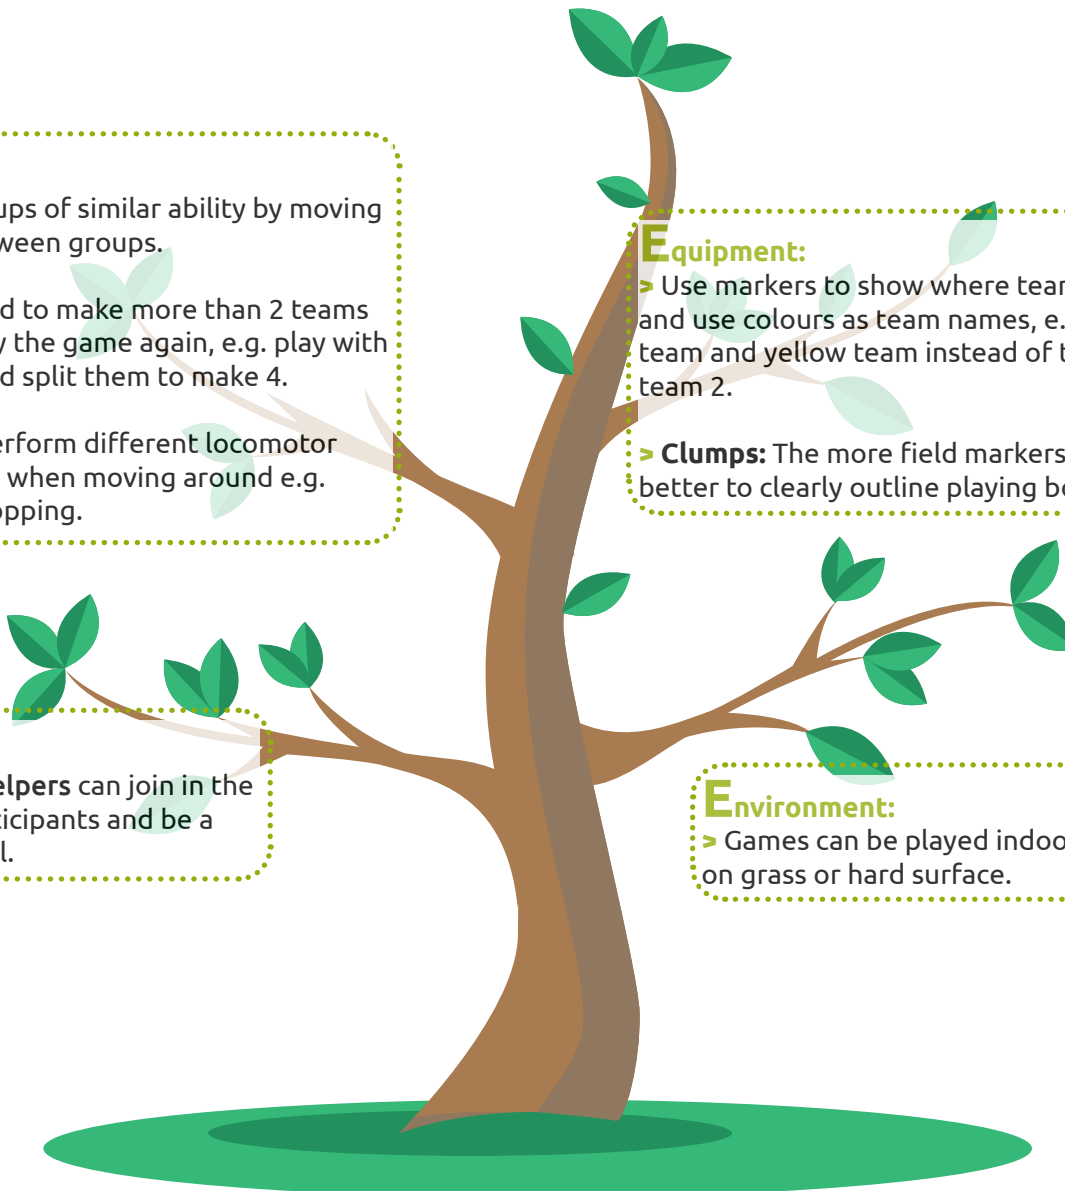 ups of similar ability by moving
ween groups.
d to make more than 2 teams
y the game again, e.g. play with
d split them to make 4.
erform different locomotor
when moving around e.g.
opping.
Equipment:
> Use markers to show where tear
and use colours as team names, e.
team and yellow team instead of t
team 2.
> Clumps: The more field markers
better to clearly outline playing bo
elpers can join in the
ticipants and be a
l.
Environment:
> Games can be played indoo
on grass or hard surface.